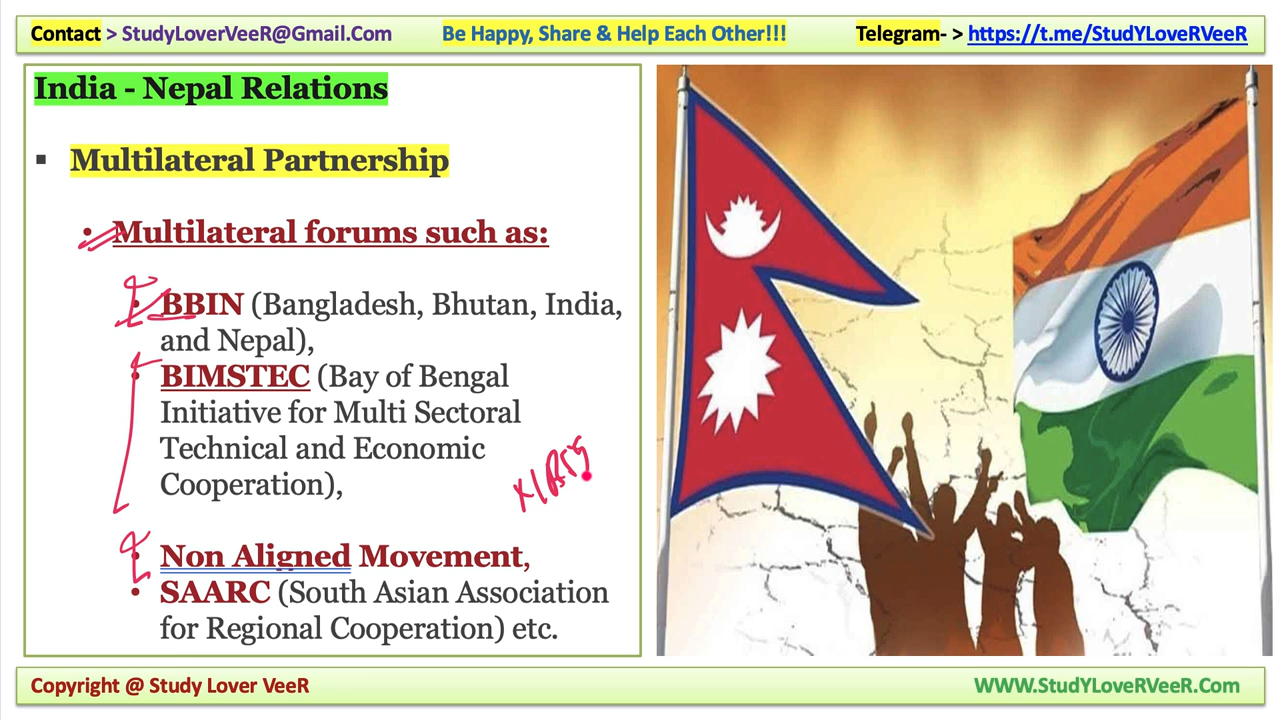 Contact > StudyLoverVeeR@Gmail.Com Be Happy, Share & Help Each Other!!! Telegram- > https://t.me/StudYLoveRVeeR
India - Nepal Relations
▪ Multilateral Partnership
• Multilateral forums such as:
• BBIN (Bangladesh, Bhutan, India,
and Nepal),
• BIMSTEC (Bay of Bengal
Initiative for Multi Sectoral
Technical and Economic
Cooperation),
• Non Aligned Movement,
• SAARC (South Asian Association
for Regional Cooperation) etc.
Copyright @ Study Lover VeeR WWW.StudYLoveRVeeR.Com